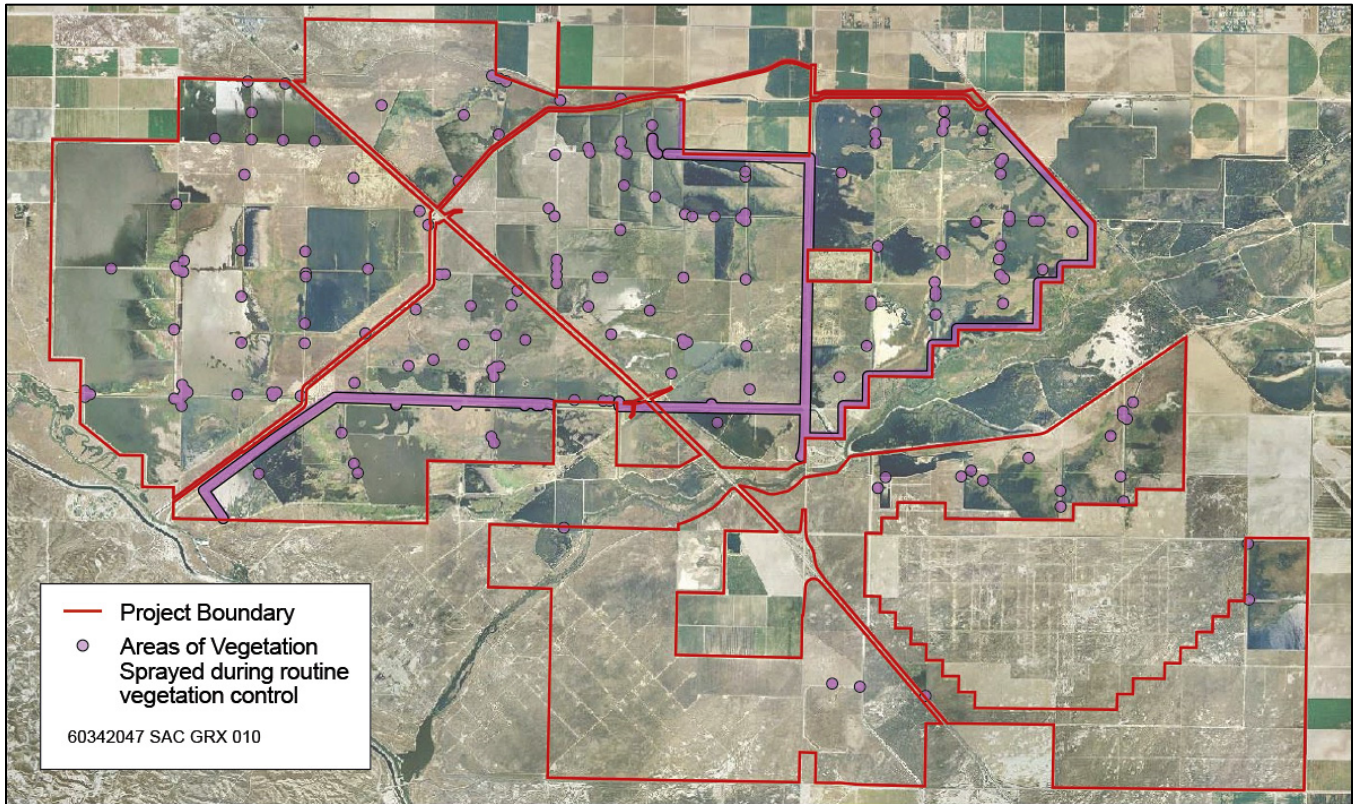 Project Boundary
Areas of Vegetation
Sprayed during routine
vegetation control
60342047 SAC GRX 010